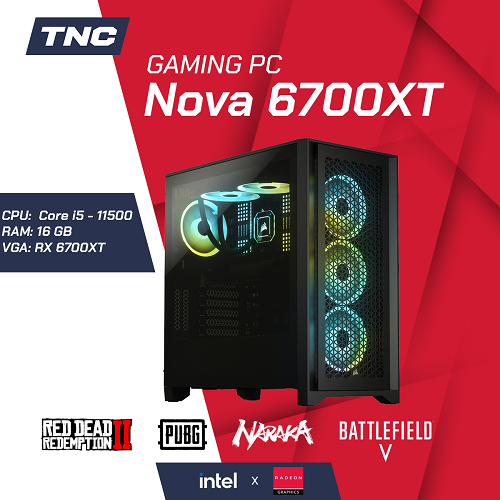 TNC
GAMING PC
Nova 6700XT
CPU: Core i5 - 11500
RAM: 16 GB
VGA: RX 6700XT
RED DEAD
REDEMPTION II
PUBG
NARAKA
BATTLEFIELD
V
intel x RADEON
GRAPHICS